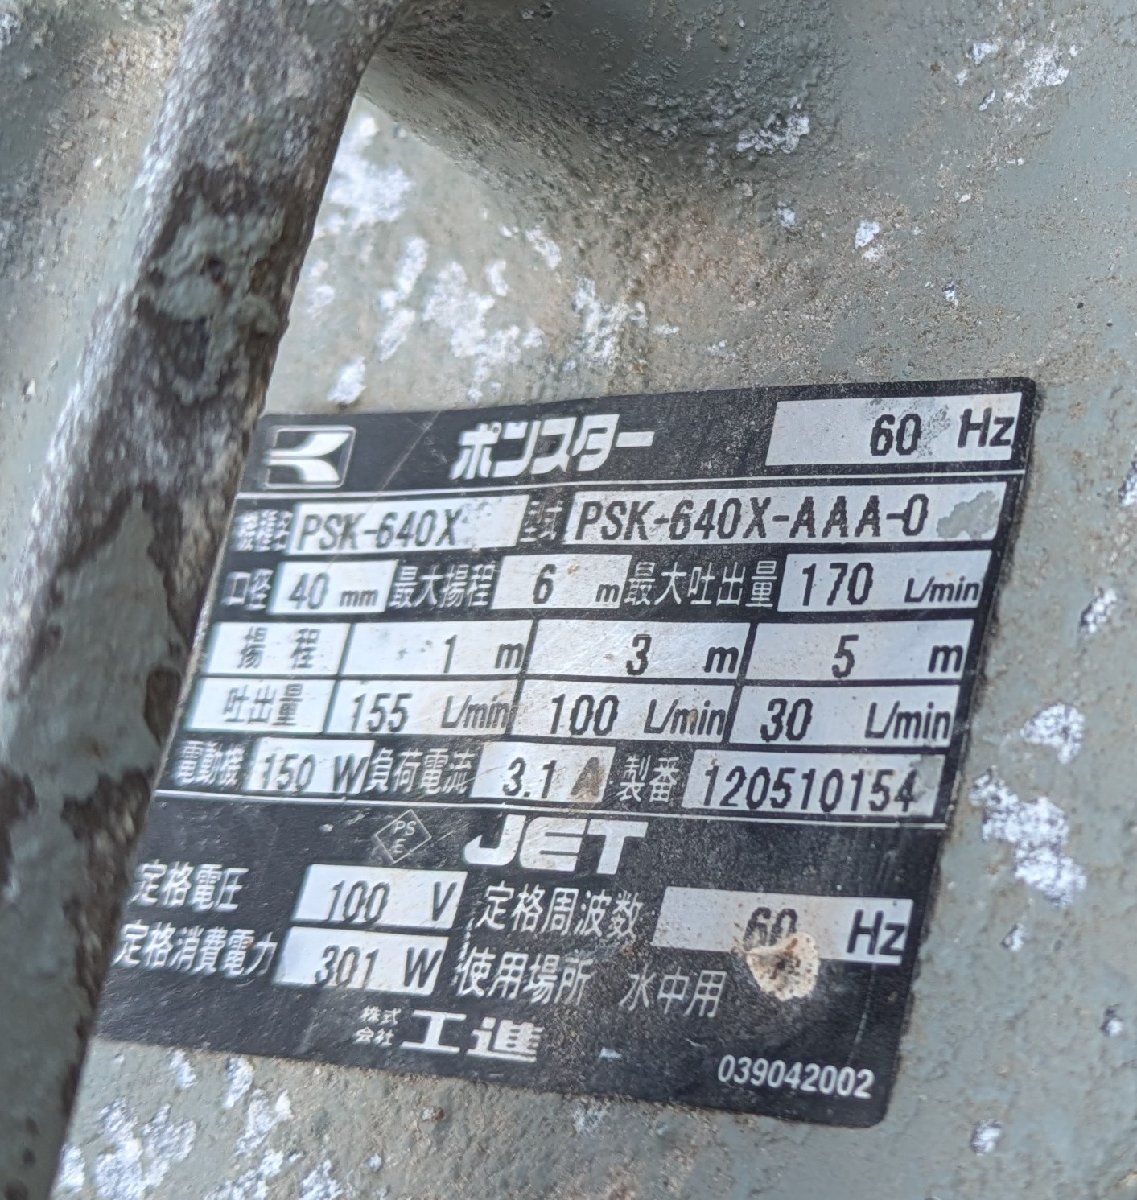 ポンスター 60 Hz
機種名 PSK-640X 型式 PSK-640X-AAA-0
口径 40 mm 最大揚程 6 m 最大吐出量 170 L/min
揚程 1 m 3 m 5 m
吐出量 155 L/min 100 L/min 30 L/min
電動機 150 W 負荷電流 3.1 A 製番 120510154
PS E JET
定格電圧 100 V 定格周波数 60 Hz
定格消費電力 301 W 使用場所 水中用
株式会社 工進
039042002